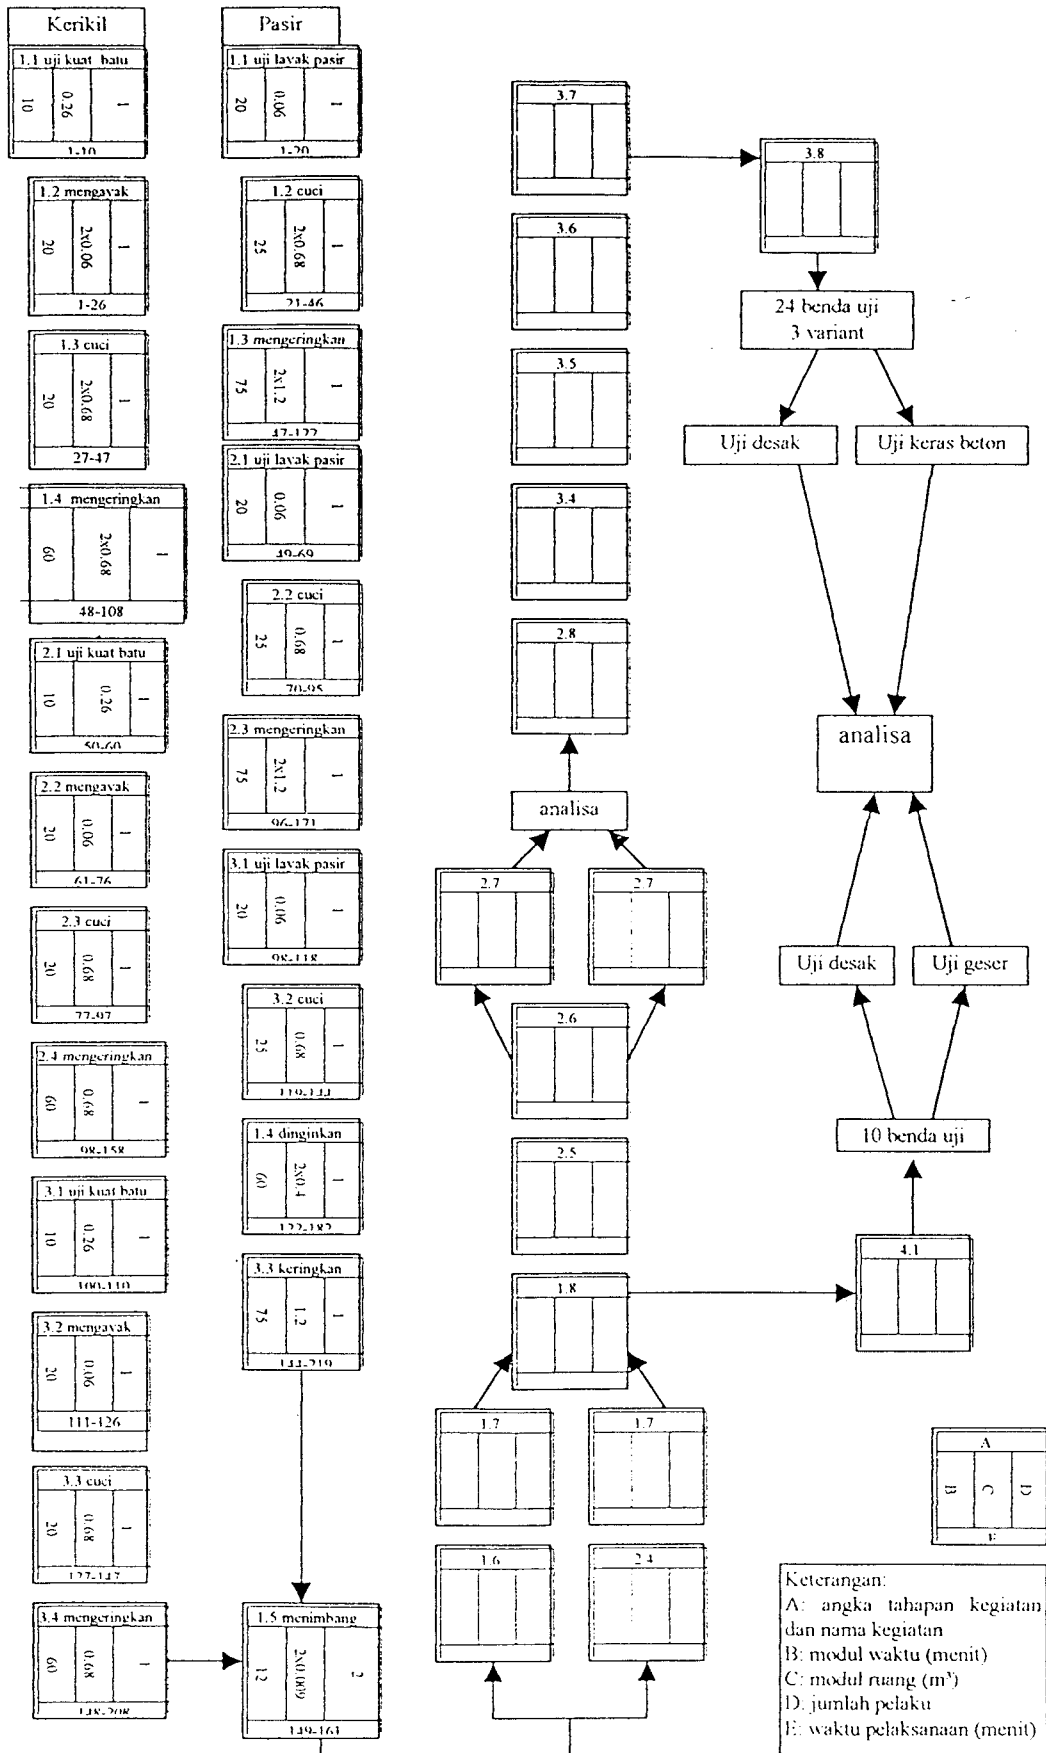 Kerikil
1.1 uji kuat batu
10
0.26
1
1-10
1.2 mengayak
20
2x0.06
1
1-26
1.3 cuci
20
2x0.68
1
27-47
1.4 mengeringkan
60
2x0.68
1
48-108
2.1 uji kuat batu
10
0.26
1
50-60
2.2 mengayak
20
0.06
1
61-76
2.3 cuci
20
0.68
1
77-97
2.4 mengeringkan
60
0.68
1
98-158
3.1 uji kuat batu
10
0.26
1
100-110
3.2 mengayak
20
0.06
1
111-126
3.3 cuci
20
0.68
1
127-147
3.4 mengeringkan
60
0.68
1
148-208
Pasir
1.1 uji layak pasir
20
0.06
1
1-20
1.2 cuci
25
2x0.68
1
21-46
1.3 mengeringkan
75
2x1.2
1
47-122
2.1 uji layak pasir
20
0.06
1
49-69
2.2 cuci
25
0.68
1
70-95
2.3 mengeringkan
75
2x1.2
1
96-171
3.1 uji layak pasir
20
0.06
1
98-118
3.2 cuci
25
0.68
1
119-144
1.4 dinginkan
60
2x0.4
1
122-182
3.3 keringkan
75
1.2
1
144-219
1.5 menimbang
12
2x0.009
2
149-161
3.7
3.6
3.5
3.4
2.8
analisa
2.7
2.7
2.6
2.5
1.8
1.7
1.7
1.6
2.4
3.8
24 benda uji
3 variant
Uji desak
Uji keras beton
analisa
Uji desak
Uji geser
10 benda uji
4.1
A
B
C
D
E
Keterangan:
A: angka tahapan kegiatan
dan nama kegiatan
B: modul waktu (menit)
C: modul ruang (m³)
D: jumlah pelaku
E: waktu pelaksanaan (menit)